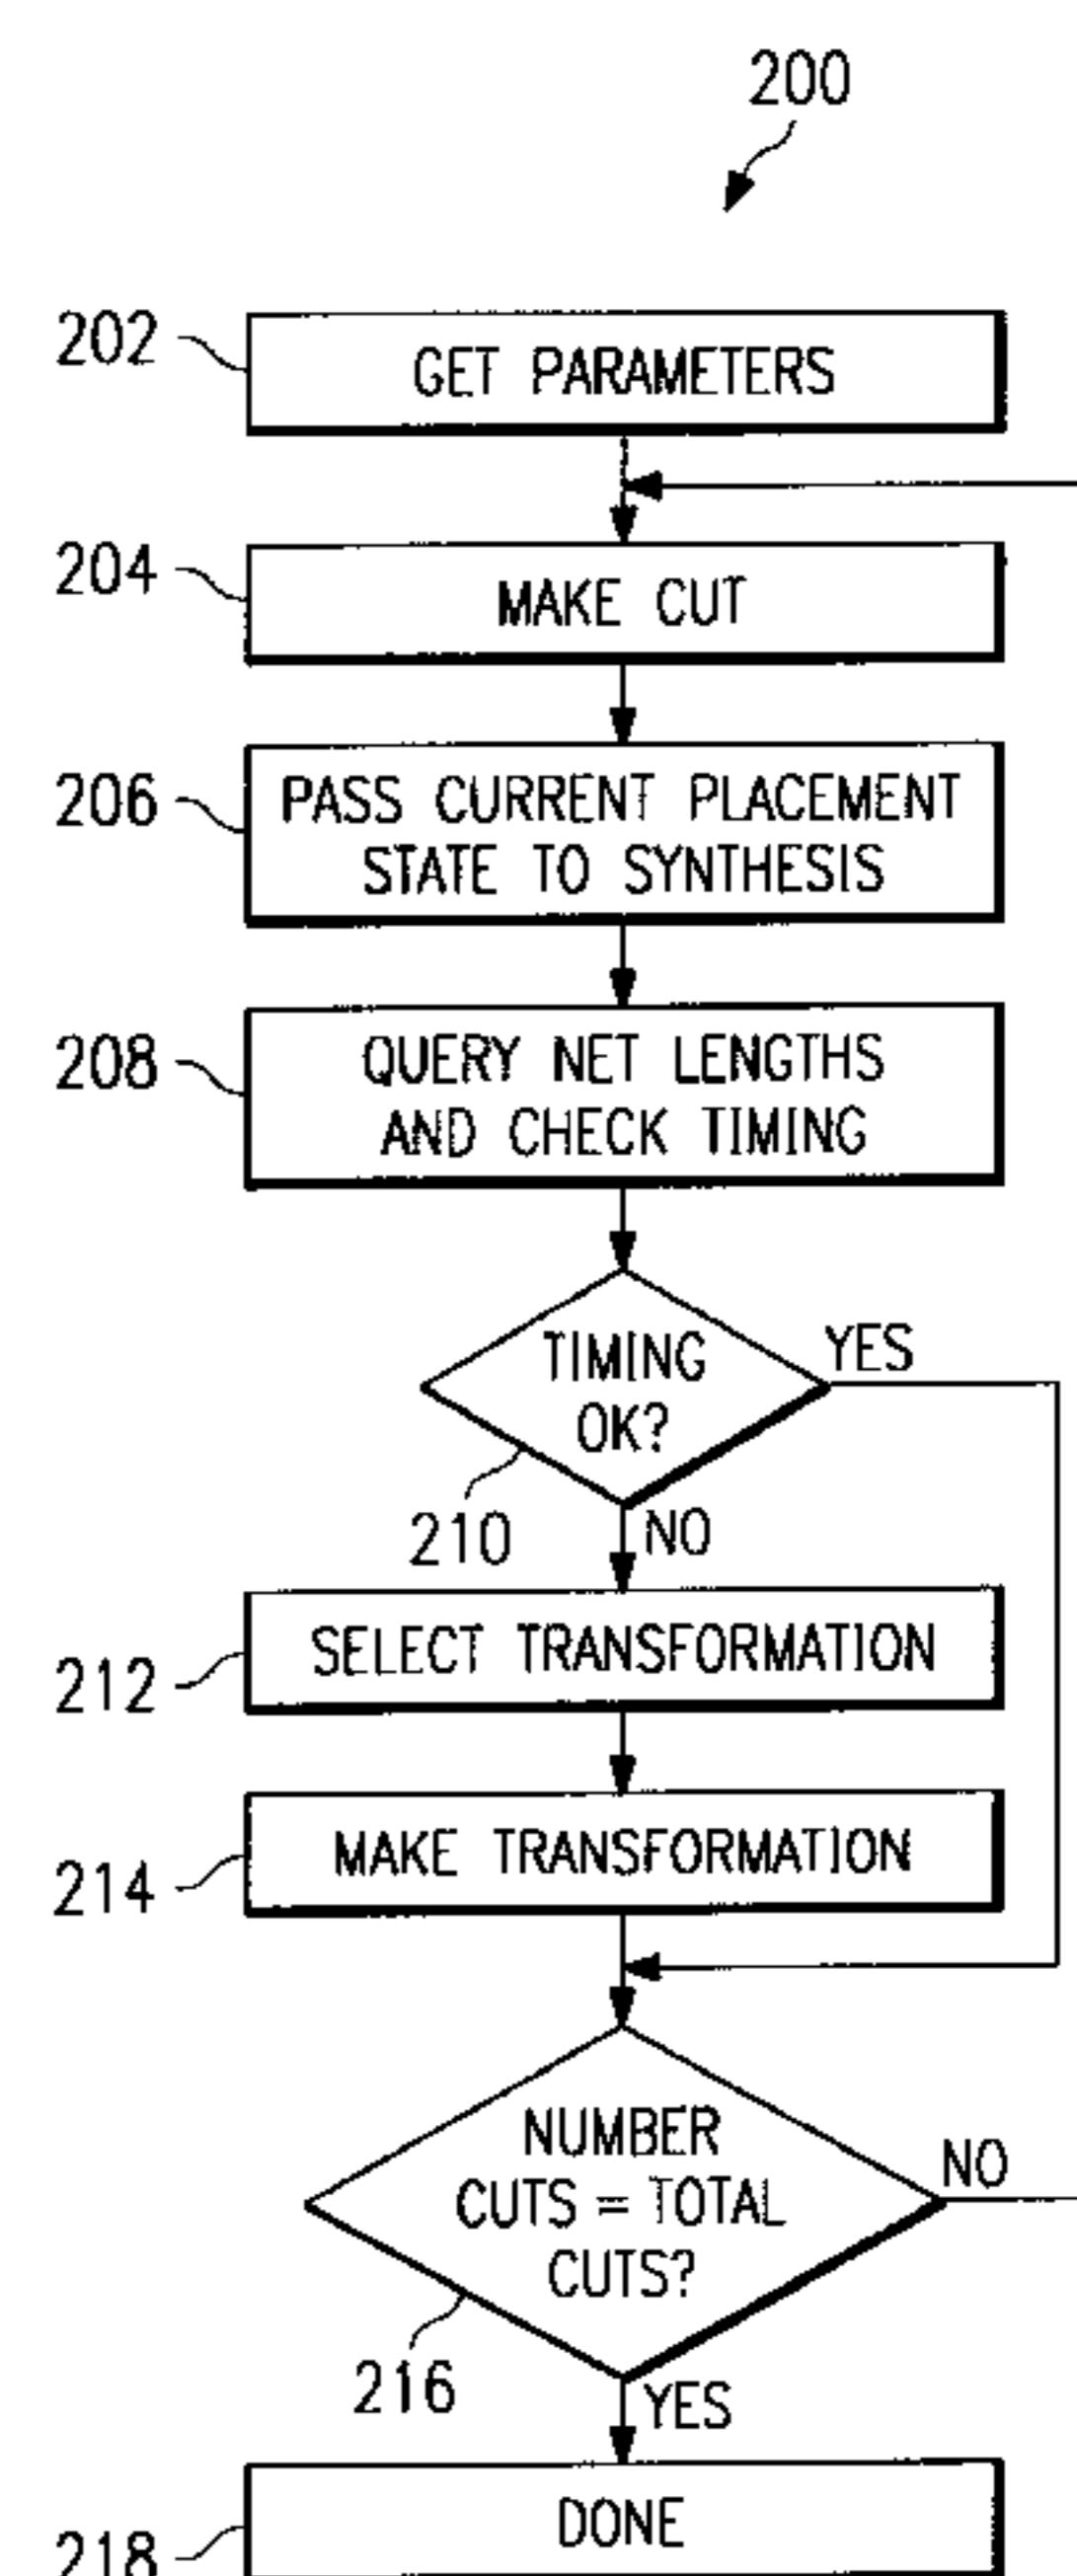 200
202
GET PARAMETERS
204
MAKE CUT
206
PASS CURRENT PLACEMENT
STATE TO SYNTHESIS
208
QUERY NET LENGTHS
AND CHECK TIMING
TIMING
OK?
YES
210
NO
212
SELECT TRANSFORMATION
214
MAKE TRANSFORMATION
NUMBER
CUTS = TOTAL
CUTS?
NO
216
YES
218
DONE